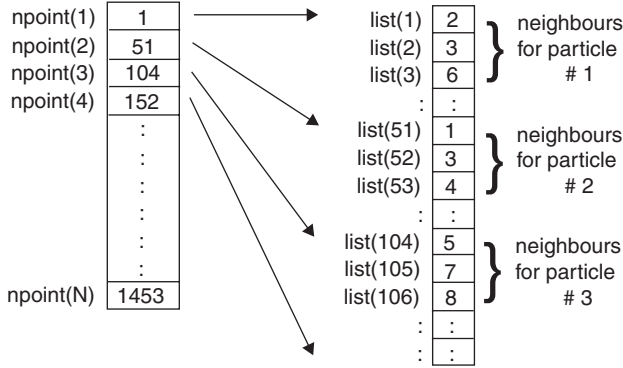 npoint(1) 1
npoint(2) 51
npoint(3) 104
npoint(4) 152
:
:
:
:
:
:
npoint(N) 1453
list(1) 2
list(2) 3
list(3) 6
: :
list(51) 1
list(52) 3
list(53) 4
: :
list(104) 5
list(105) 7
list(106) 8
: :
: :
} neighbours
for particle
# 1
} neighbours
for particle
# 2
} neighbours
for particle
# 3